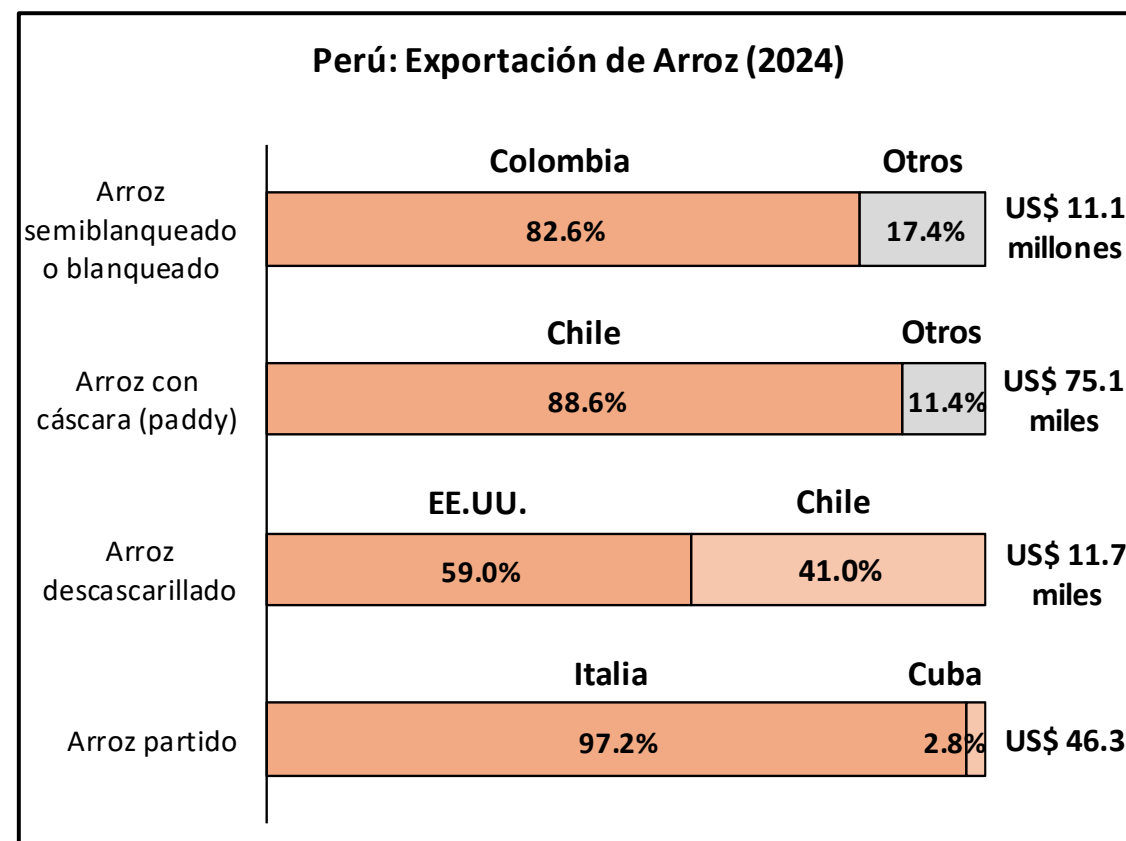 Perú: Exportación de Arroz (2024)
Colombia
Otros
Arroz
semiblanqueado
o blanqueado
82.6%
17.4%
US$ 11.1
millones
Chile
Otros
Arroz con
cáscara (paddy)
88.6%
11.4%
US$ 75.1
miles
EE.UU.
Chile
Arroz
descascarillado
59.0%
41.0%
US$ 11.7
miles
Italia
Cuba
Arroz partido
97.2%
2.8%
US$ 46.3